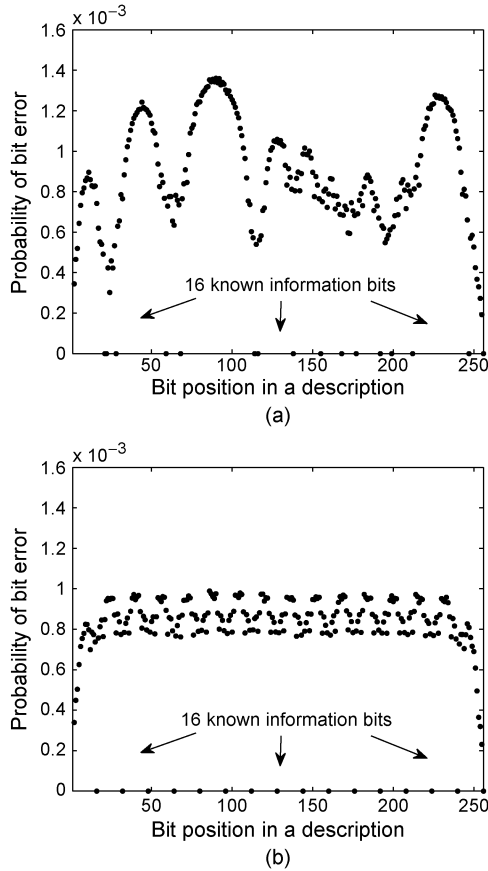 x 10⁻³
1.6
1.4
1.2
1
0.8
0.6
0.4
0.2
0
Probability of bit error
16 known information bits
50 100 150 200 250
Bit position in a description
(a)
x 10⁻³
1.6
1.4
1.2
1
0.8
0.6
0.4
0.2
0
Probability of bit error
16 known information bits
50 100 150 200 250
Bit position in a description
(b)